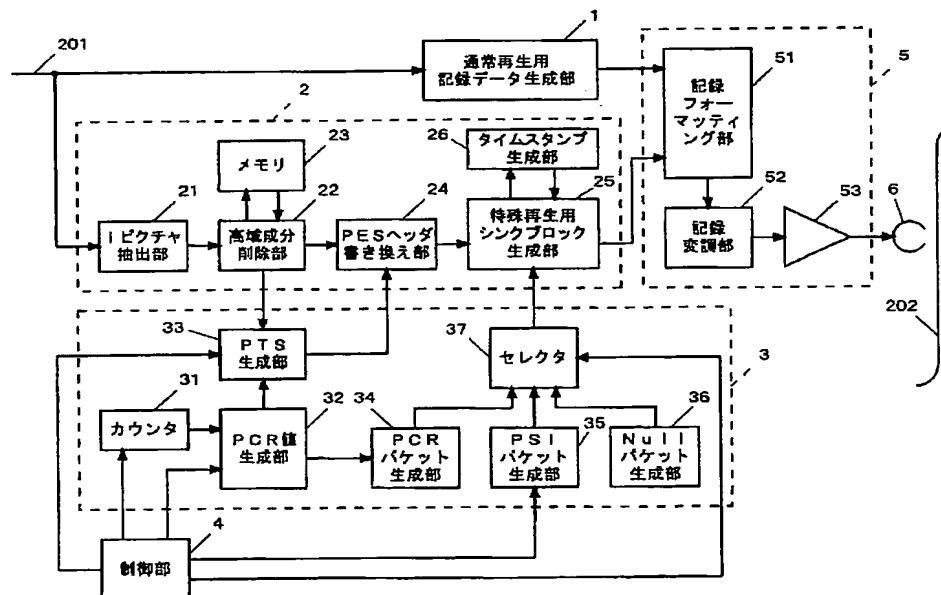 1
201
通常再生用
記録データ生成部
51
5
2
記録
フォー
マッティ
ング部
23
26
タイムスタンプ
生成部
メモリ
21
22
24
25
52
53
6
Iピクチャ
抽出部
高域成分
削除部
PESヘッダ
書き換え部
特殊再生用
シンクブロック
生成部
記録
変調部
202
33
PTS
生成部
37
セレクタ
3
31
カウンタ
32
PCR値
生成部
34
PCR
パケット
生成部
PSI
パケット
生成部
35
36
Null
パケット
生成部
4
制御部